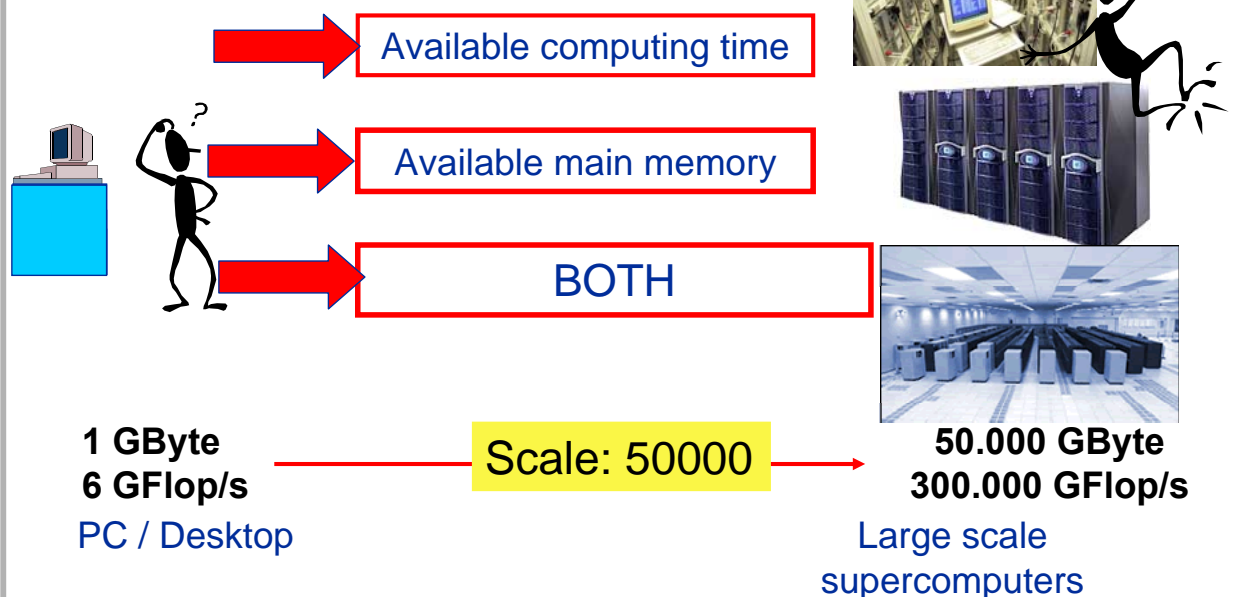 Available computing time
?
Available main memory
BOTH
1 GByte
6 GFlop/s
PC / Desktop
Scale: 50000
50.000 GByte
300.000 GFlop/s
Large scale
supercomputers